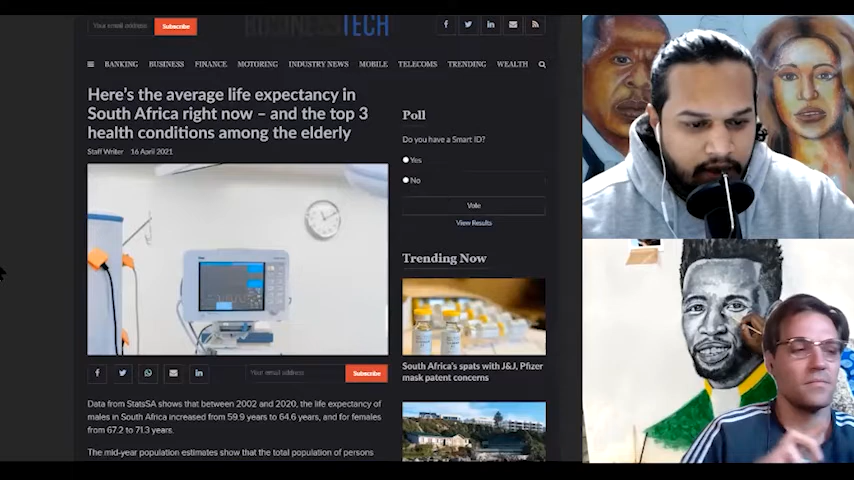 Your email address Subscribe
BUSINESSTECH
BANKING BUSINESS FINANCE MOTORING INDUSTRY NEWS MOBILE TELECOMS TRENDING WEALTH
Here's the average life expectancy in
South Africa right now – and the top 3
health conditions among the elderly
Staff Writer 16 April 2021
Your email address Subscribe
Data from StatsSA shows that between 2002 and 2020, the life expectancy of
males in South Africa increased from 59.9 years to 64.6 years, and for females
from 67.2 to 71.3 years.
The mid-year population estimates show that the total population of persons
Poll
Do you have a Smart ID?
Yes
No
Vote
View Results
Trending Now
South Africa's spats with J&J, Pfizer
mask patent concerns